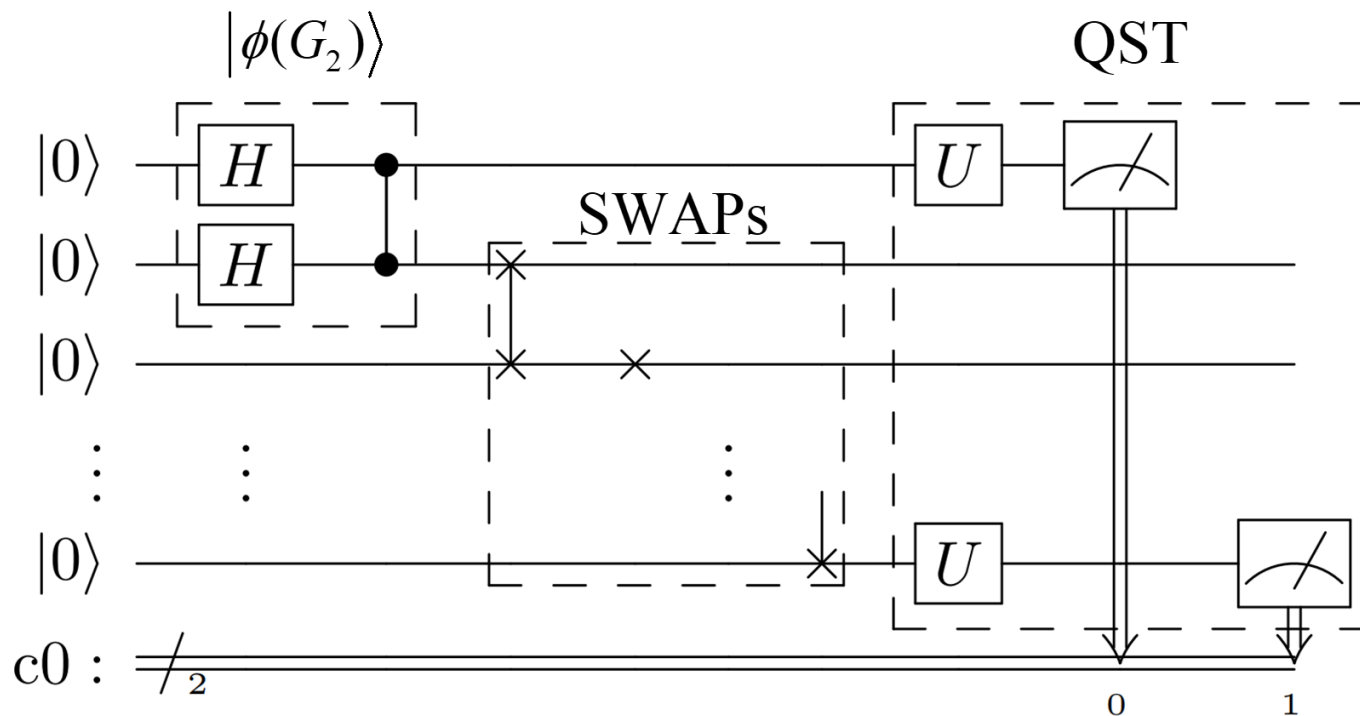 |φ(G₂)⟩ QST
|0⟩ H U
SWAPs
|0⟩ H
|0⟩
|0⟩ U
c0 :
2
0 1